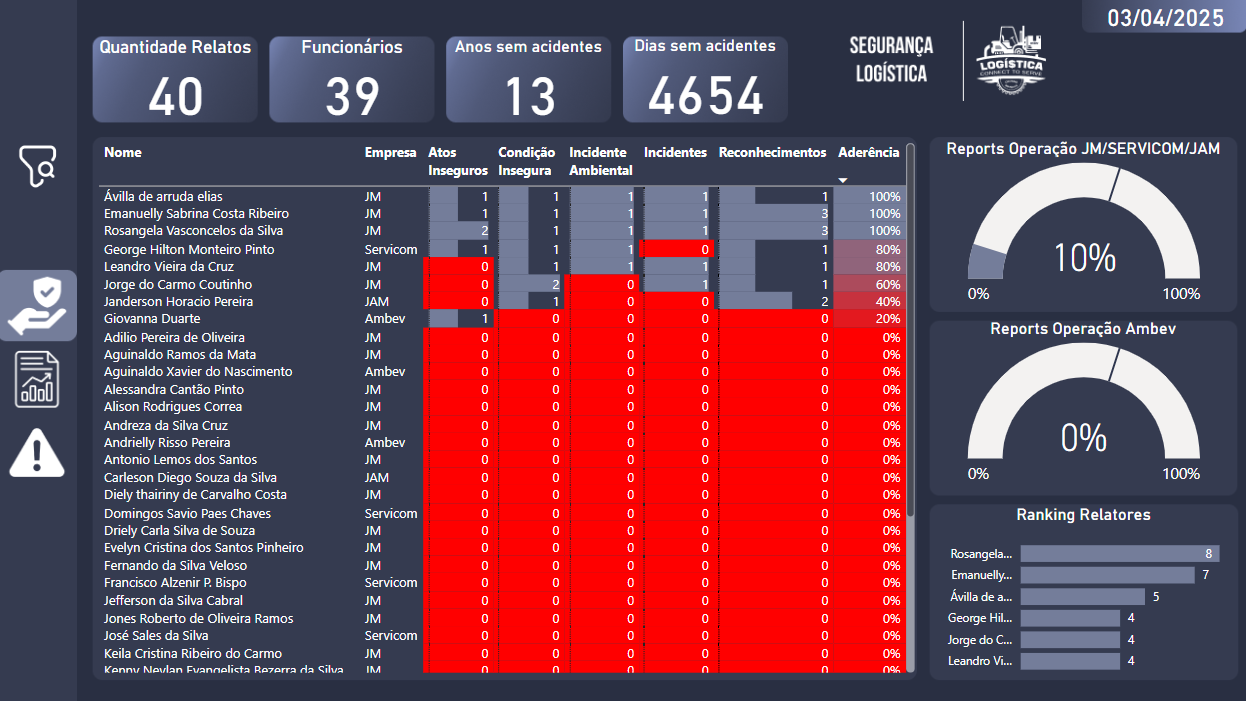 03/04/2025
Quantidade Relatos
40
Funcionários
39
Anos sem acidentes
13
Dias sem acidentes
4654
SEGURANÇA
LOGÍSTICA
LOGÍSTICA
CONNECT TO SERVE
Nome Empresa Atos Inseguros Condição Insegura Incidente Ambiental Incidentes Reconhecimentos Aderência
Ávilla de arruda elias JM 1 1 1 1 1 100%
Emanuelly Sabrina Costa Ribeiro JM 1 1 1 1 3 100%
Rosangela Vasconcelos da Silva JM 2 1 1 1 3 100%
George Hilton Monteiro Pinto Servicom 1 1 1 0 1 80%
Leandro Vieira da Cruz JM 0 1 1 1 1 80%
Jorge do Carmo Coutinho JM 0 2 0 1 1 60%
Janderson Horacio Pereira JAM 0 1 0 0 2 40%
Giovanna Duarte Ambev 1 0 0 0 0 20%
Adilio Pereira de Oliveira JM 0 0 0 0 0 0%
Aguinaldo Ramos da Mata JM 0 0 0 0 0 0%
Aguinaldo Xavier do Nascimento Ambev 0 0 0 0 0 0%
Alessandra Cantão Pinto JM 0 0 0 0 0 0%
Alison Rodrigues Correa JM 0 0 0 0 0 0%
Andreza da Silva Cruz JM 0 0 0 0 0 0%
Andrielly Risso Pereira Ambev 0 0 0 0 0 0%
Antonio Lemos dos Santos JM 0 0 0 0 0 0%
Carleson Diego Souza da Silva JAM 0 0 0 0 0 0%
Diely thairiny de Carvalho Costa JM 0 0 0 0 0 0%
Domingos Savio Paes Chaves Servicom 0 0 0 0 0 0%
Driely Carla Silva de Souza JM 0 0 0 0 0 0%
Evelyn Cristina dos Santos Pinheiro JM 0 0 0 0 0 0%
Fernando da Silva Veloso JM 0 0 0 0 0 0%
Francisco Alzenir P. Bispo Servicom 0 0 0 0 0 0%
Jefferson da Silva Cabral JM 0 0 0 0 0 0%
Jones Roberto de Oliveira Ramos JM 0 0 0 0 0 0%
José Sales da Silva Servicom 0 0 0 0 0 0%
Keila Cristina Ribeiro do Carmo JM 0 0 0 0 0 0%
Kenny Neylan Evangelista Bezerra da Silva JM 0 0 0 0 0 0%
Reports Operação JM/SERVICOM/JAM
10%
0% 100%
Reports Operação Ambev
0%
0% 100%
Ranking Relatores
Rosangela... 8
Emanuelly... 7
Ávilla de a... 5
George Hil... 4
Jorge do C... 4
Leandro Vi... 4